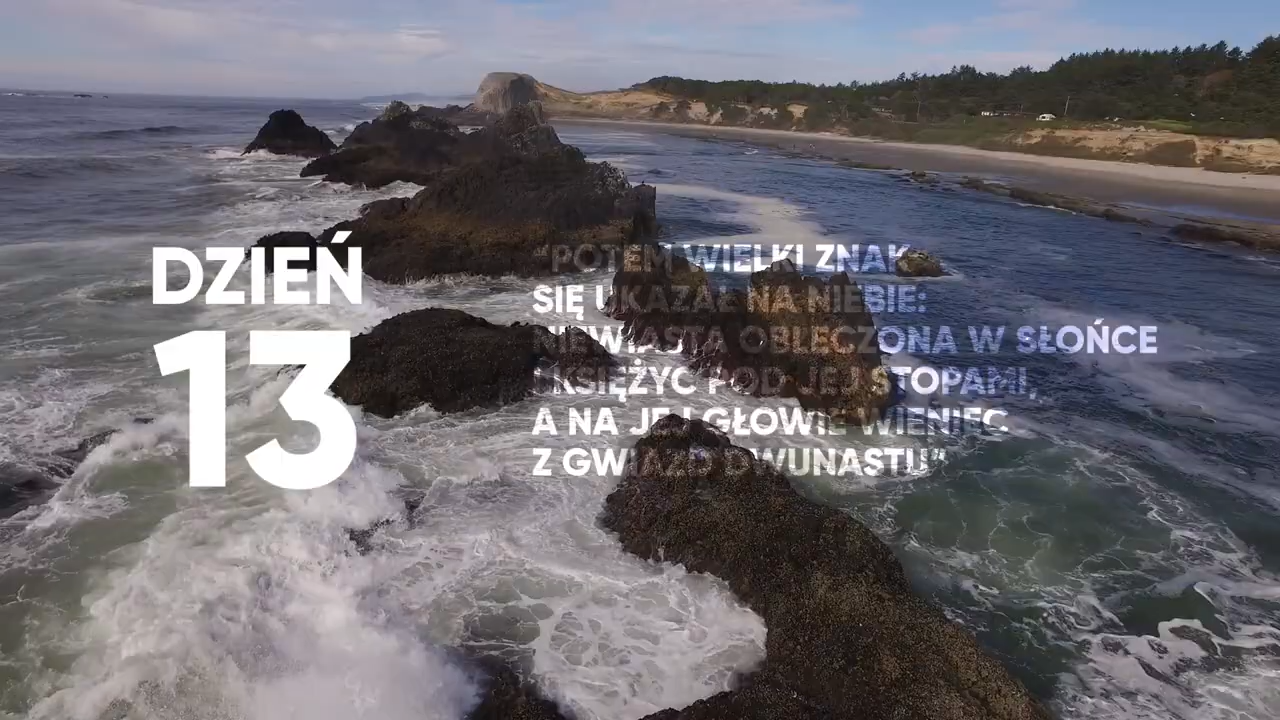 DZIEŃ
13
“POTEM WIELKI ZNAK
SIĘ UKAZAŁ NA NIEBIE:
NIEWIASTA OBLECZONA W SŁOŃCE
I KSIĘŻYC POD JEJ STOPAMI,
A NA JEJ GŁOWIE WIENIEC
Z GWIAZD DWUNASTU”